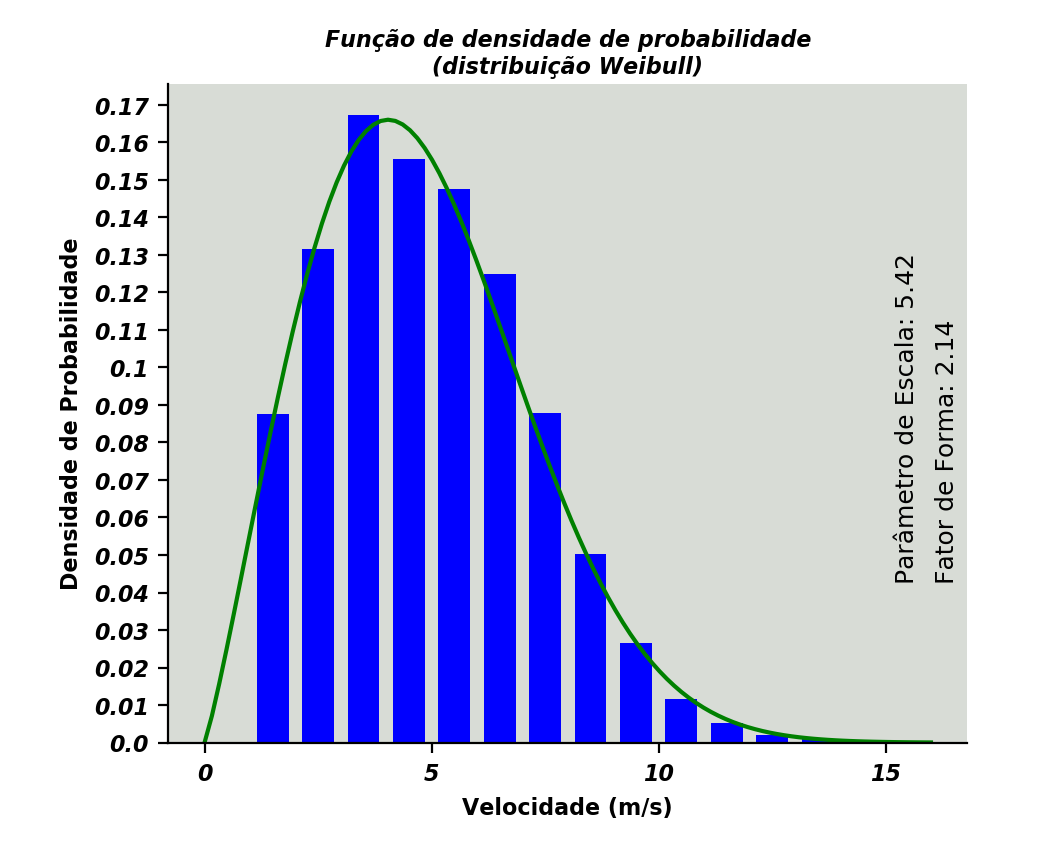 Função de densidade de probabilidade
(distribuição Weibull)
Densidade de Probabilidade
0.17
0.16
0.15
0.14
0.13
0.12
0.11
0.1
0.09
0.08
0.07
0.06
0.05
0.04
0.03
0.02
0.01
0.0
Parâmetro de Escala: 5.42
Fator de Forma: 2.14
0 5 10 15
Velocidade (m/s)